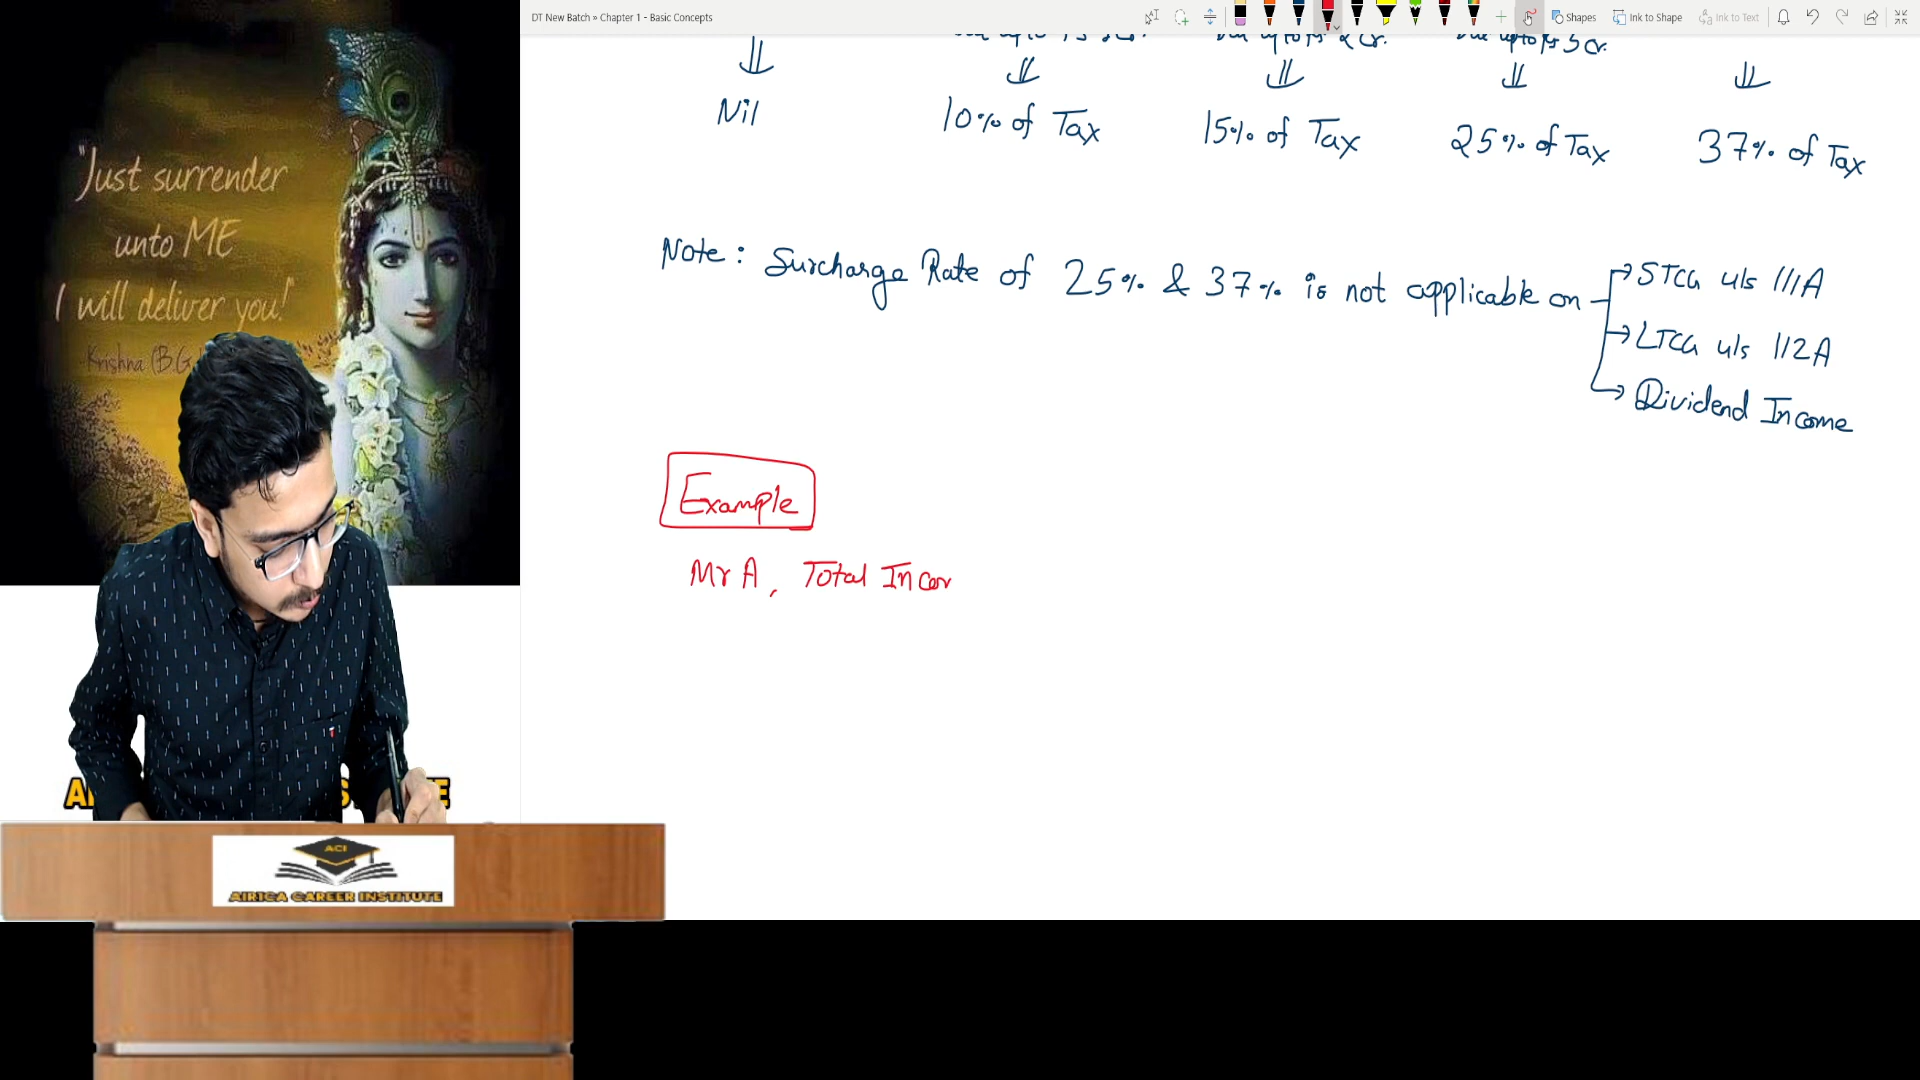 DT New Batch » Chapter 1 - Basic Concepts
Shapes
Ink to Shape
Ink to Text
Nil
10% of Tax
15% of Tax
25% of Tax
37% of Tax
Note : Surcharge Rate of 25% & 37% is not applicable on
STCG u/s 111A
LTCG u/s 112A
Dividend Income
Example
Mr A, Total Incom
"Just surrender
unto ME
I will deliver you!"
Krishna (B.G.
ACI
AIRICA CAREER INSTITUTE